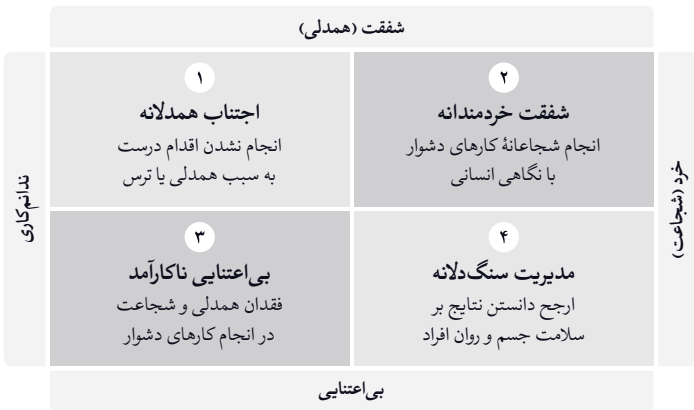 شفقت (همدلی)
۱
اجتناب همدلانه
انجام نشدن اقدام درست
به سبب همدلی یا ترس
۲
شفقت خردمندانه
انجام شجاعانهٔ کارهای دشوار
با نگاهی انسانی
ندانم‌کاری
خرد (شجاعت)
۳
بی‌اعتنایی ناکارآمد
فقدان همدلی و شجاعت
در انجام کارهای دشوار
۴
مدیریت سنگ‌دلانه
ارجح دانستن نتایج بر
سلامت جسم و روان افراد
بی‌اعتنایی